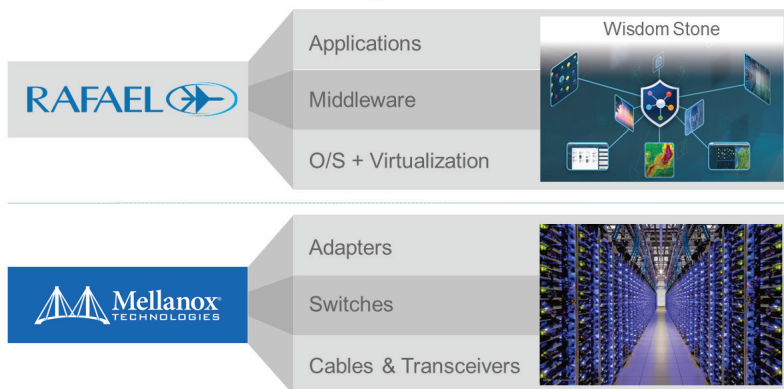 Applications
Wisdom Stone
RAFAEL
Middleware
O/S + Virtualization
Adapters
Mellanox
TECHNOLOGIES
Switches
Cables & Transceivers